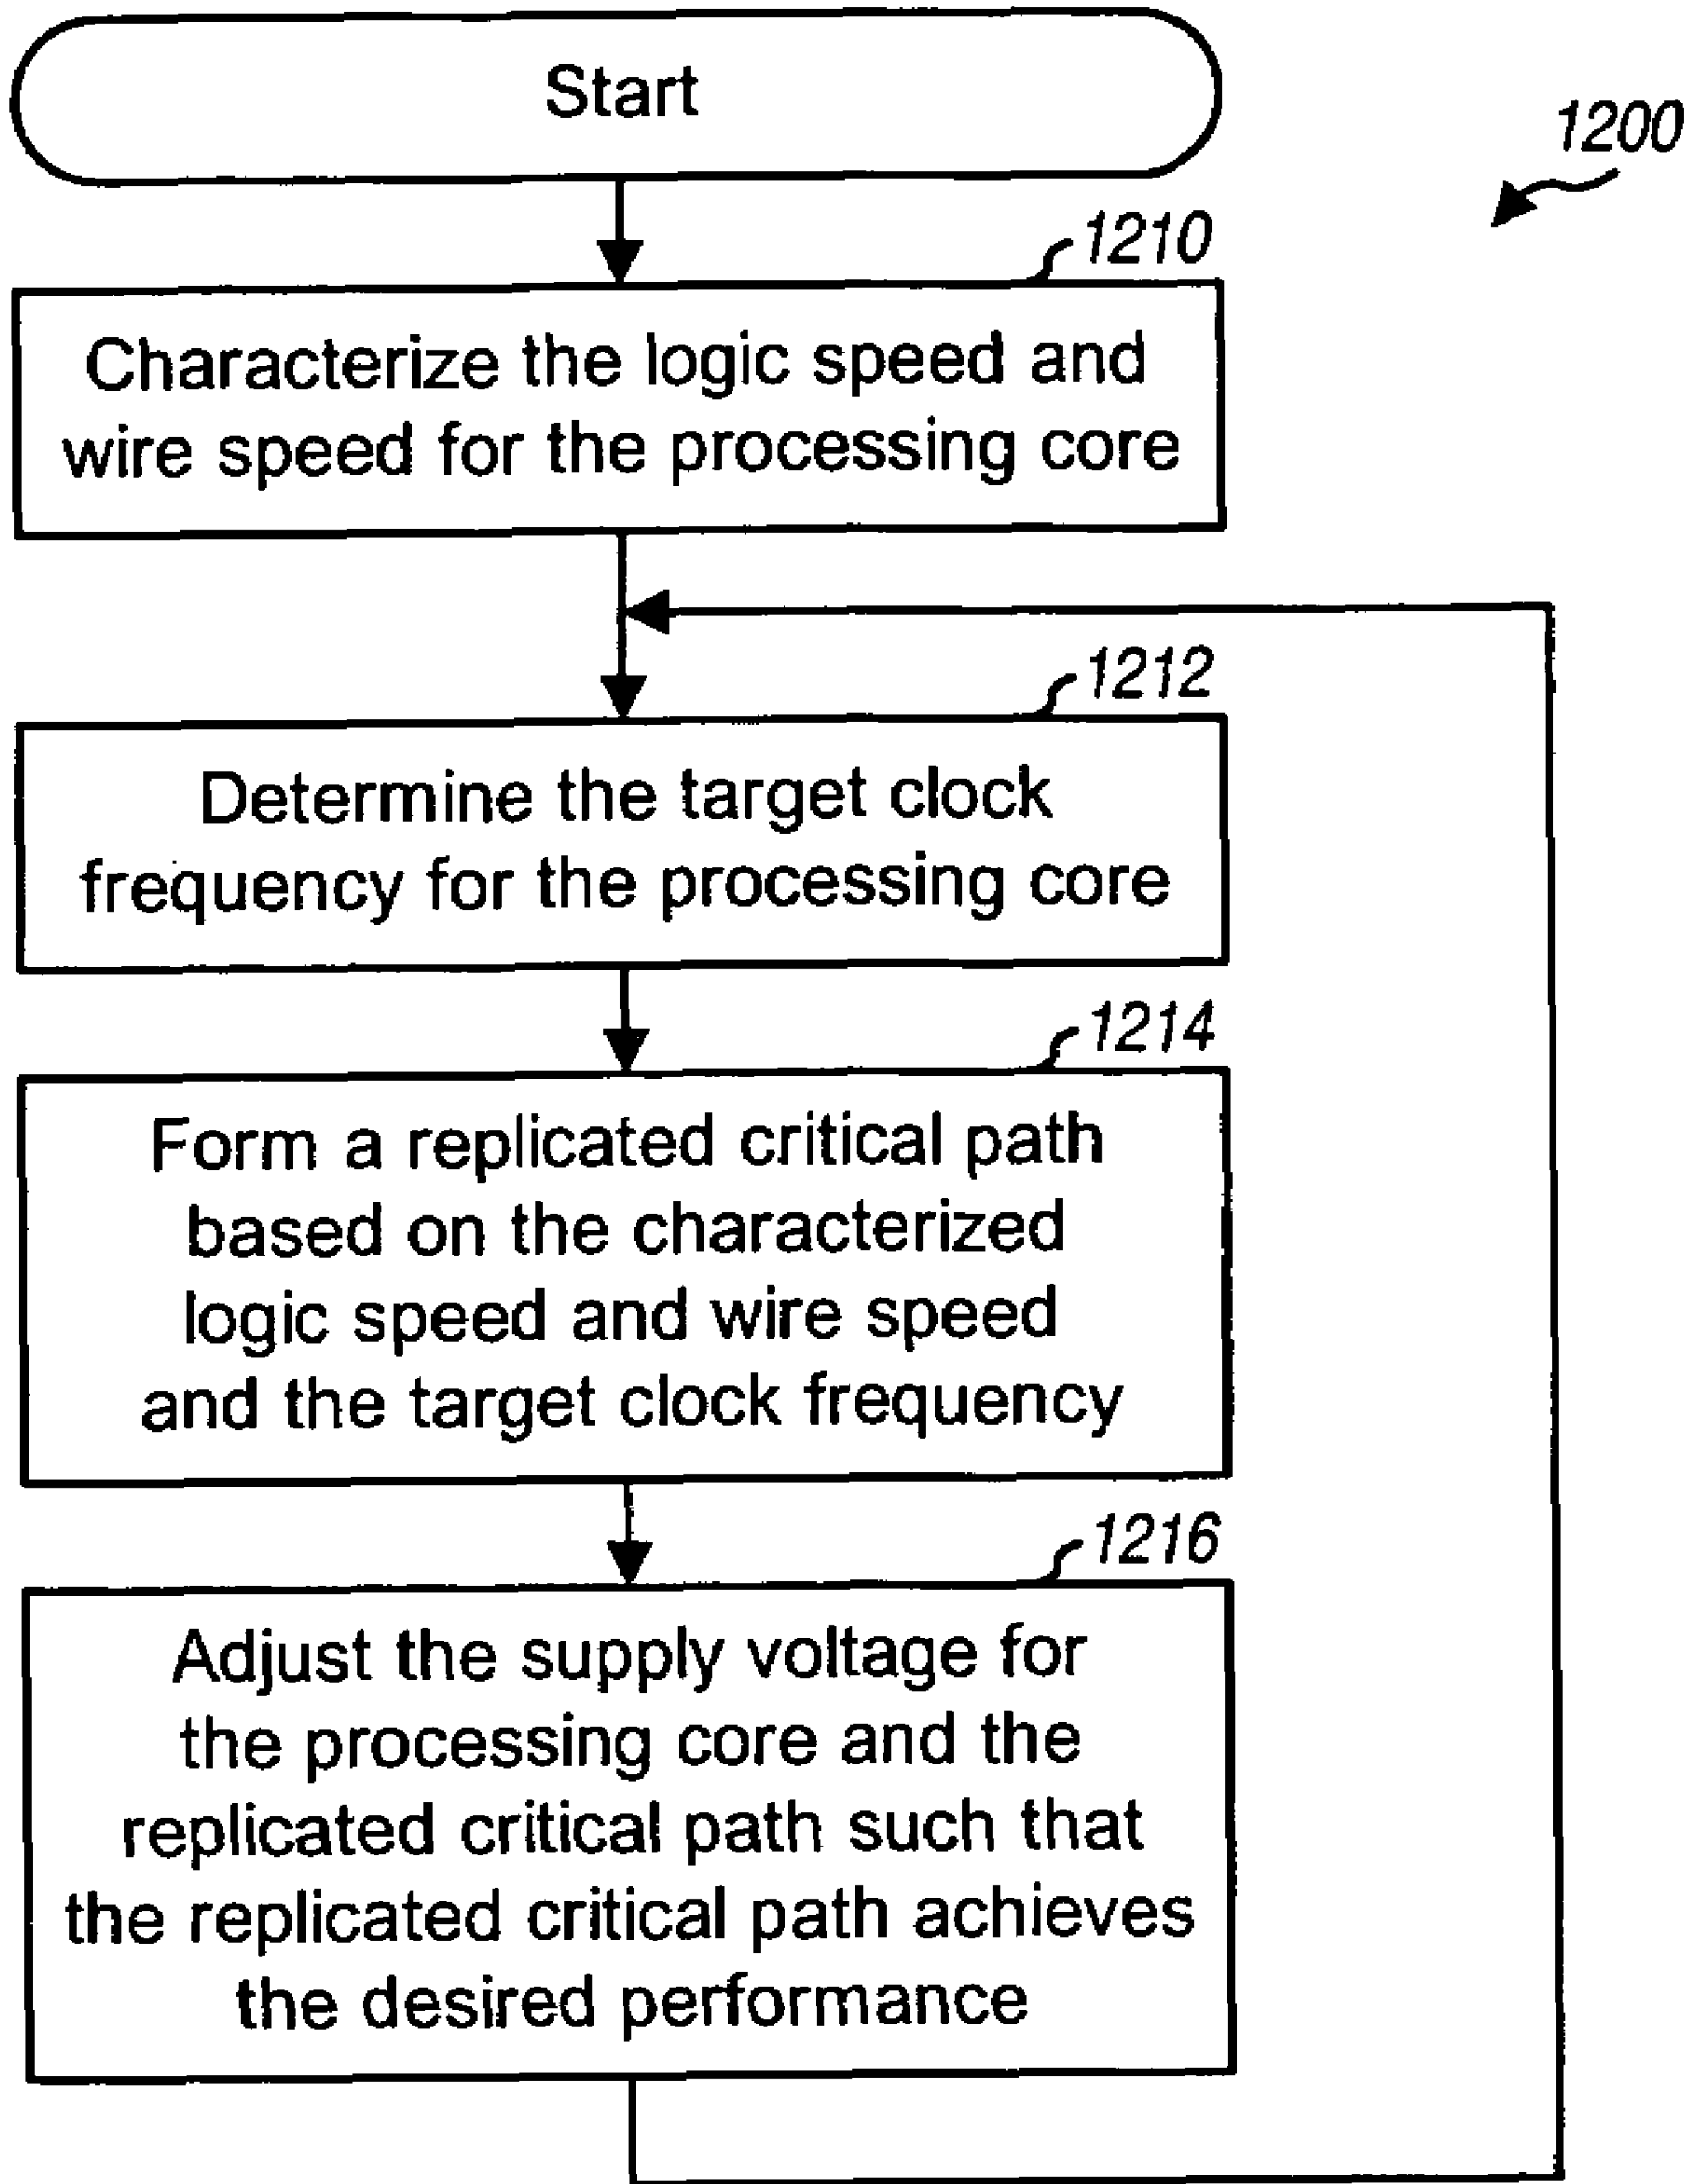 Start
1200
1210
Characterize the logic speed and
wire speed for the processing core
1212
Determine the target clock
frequency for the processing core
1214
Form a replicated critical path
based on the characterized
logic speed and wire speed
and the target clock frequency
1216
Adjust the supply voltage for
the processing core and the
replicated critical path such that
the replicated critical path achieves
the desired performance